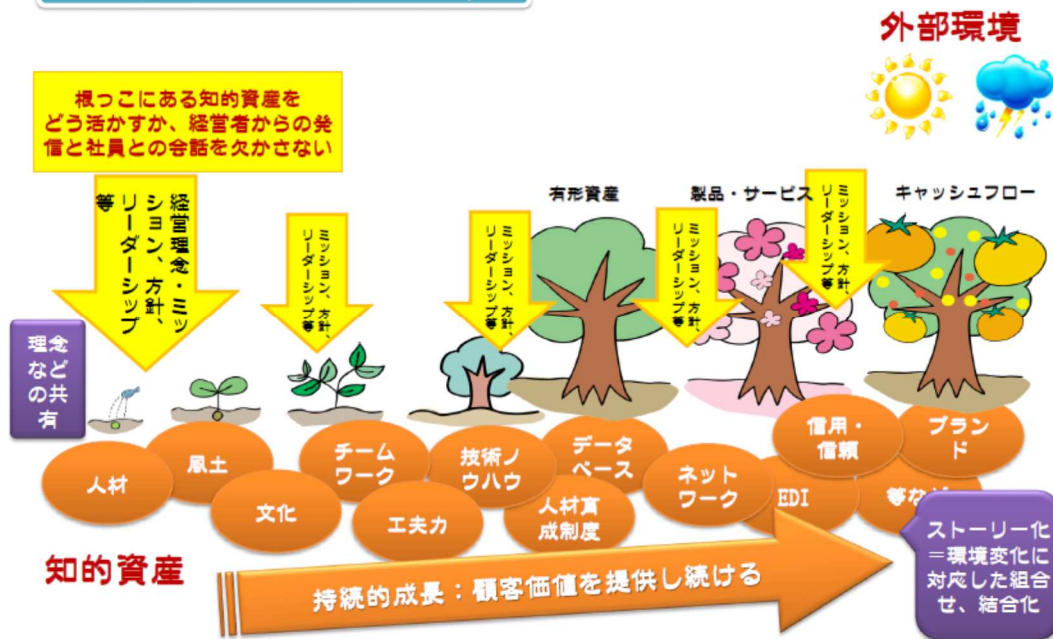 外部環境
根っこにある知的資産を
どう活かすか、経営者からの発
信と社員との会話を欠かさない
経営理念・ミッ
ション、方針、
リーダーシップ
等
ミッション、方針、
リーダーシップ等
ミッション、方針、
リーダーシップ等
有形資産
ミッション、方針、
リーダーシップ等
製品・サービス
ミッション、方針、
リーダーシップ等
キャッシュフロー
理念
など
の共
有
人材
風土
文化
チーム
ワーク
工夫力
技術ノ
ウハウ
データ
ベース
人材育
成制度
ネット
ワーク
EDI
信用・
信頼
ブラン
ド
等など
知的資産
持続的成長：顧客価値を提供し続ける
ストーリー化
＝環境変化に
対応した組合
せ、結合化